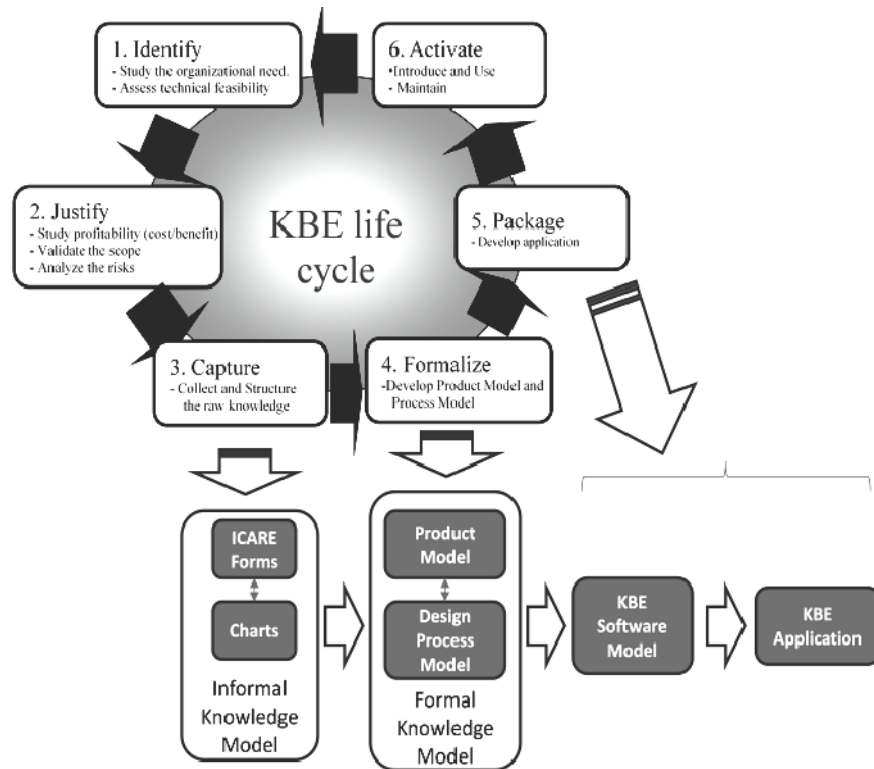 1. Identify
- Study the organizational need.
- Assess technical feasibility
6. Activate
•Introduce and Use
- Maintain
2. Justify
- Study profitability (cost/benefit)
- Validate the scope
- Analyze the risks
KBE life
cycle
5. Package
- Develop application
3. Capture
- Collect and Structure
the raw knowledge
4. Formalize
-Develop Product Model and
Process Model
ICARE
Forms
Charts
Informal
Knowledge
Model
Product
Model
Design
Process
Model
Formal
Knowledge
Model
KBE
Software
Model
KBE
Application